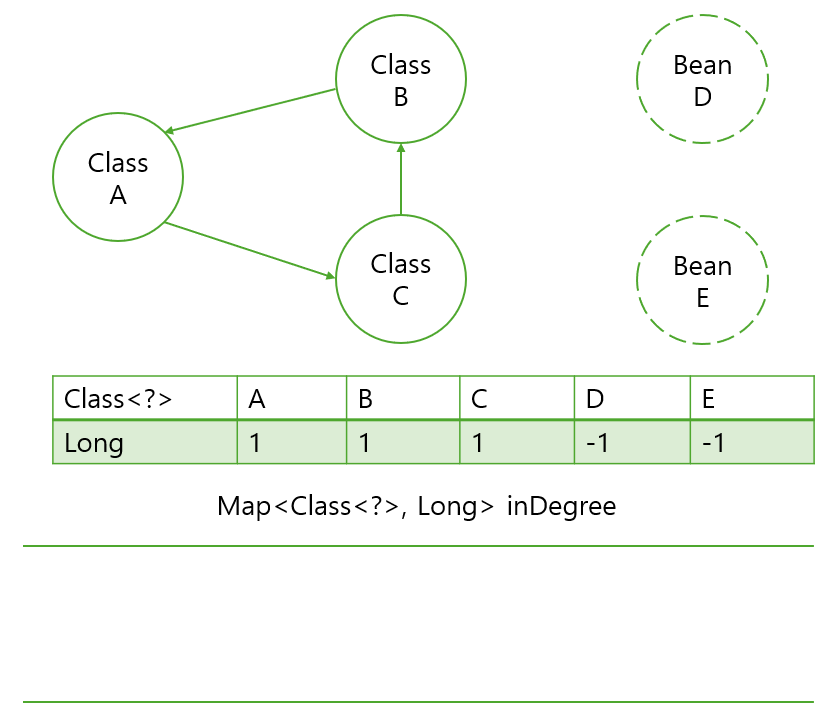 Class
B
Bean
D
Class
A
Class
C
Bean
E
Class<?> A B C D E
Long 1 1 1 -1 -1
Map<Class<?>, Long> inDegree